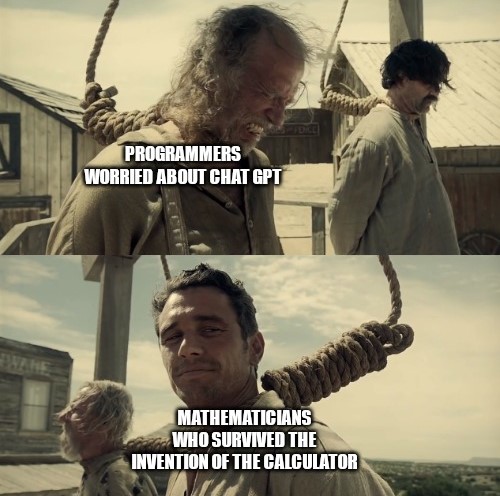 PROGRAMMERS
WORRIED ABOUT CHAT GPT
MATHEMATICIANS
WHO SURVIVED THE
INVENTION OF THE CALCULATOR